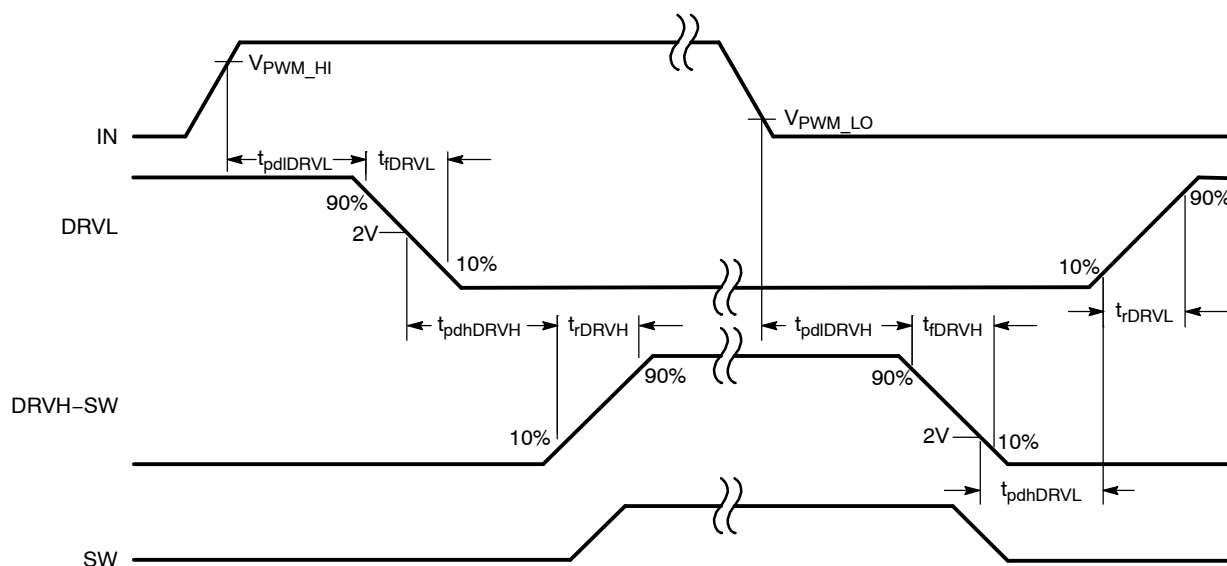 VPWM_HI
IN
VPWM_LO
tpdlDRVL
tfDRVL
90%
90%
DRVL
2V
10%
10%
tpdhDRVH
trDRVH
tpdlDRVH
tfDRVH
trDRVL
90%
90%
DRVH−SW
10%
2V
10%
tpdhDRVL
SW